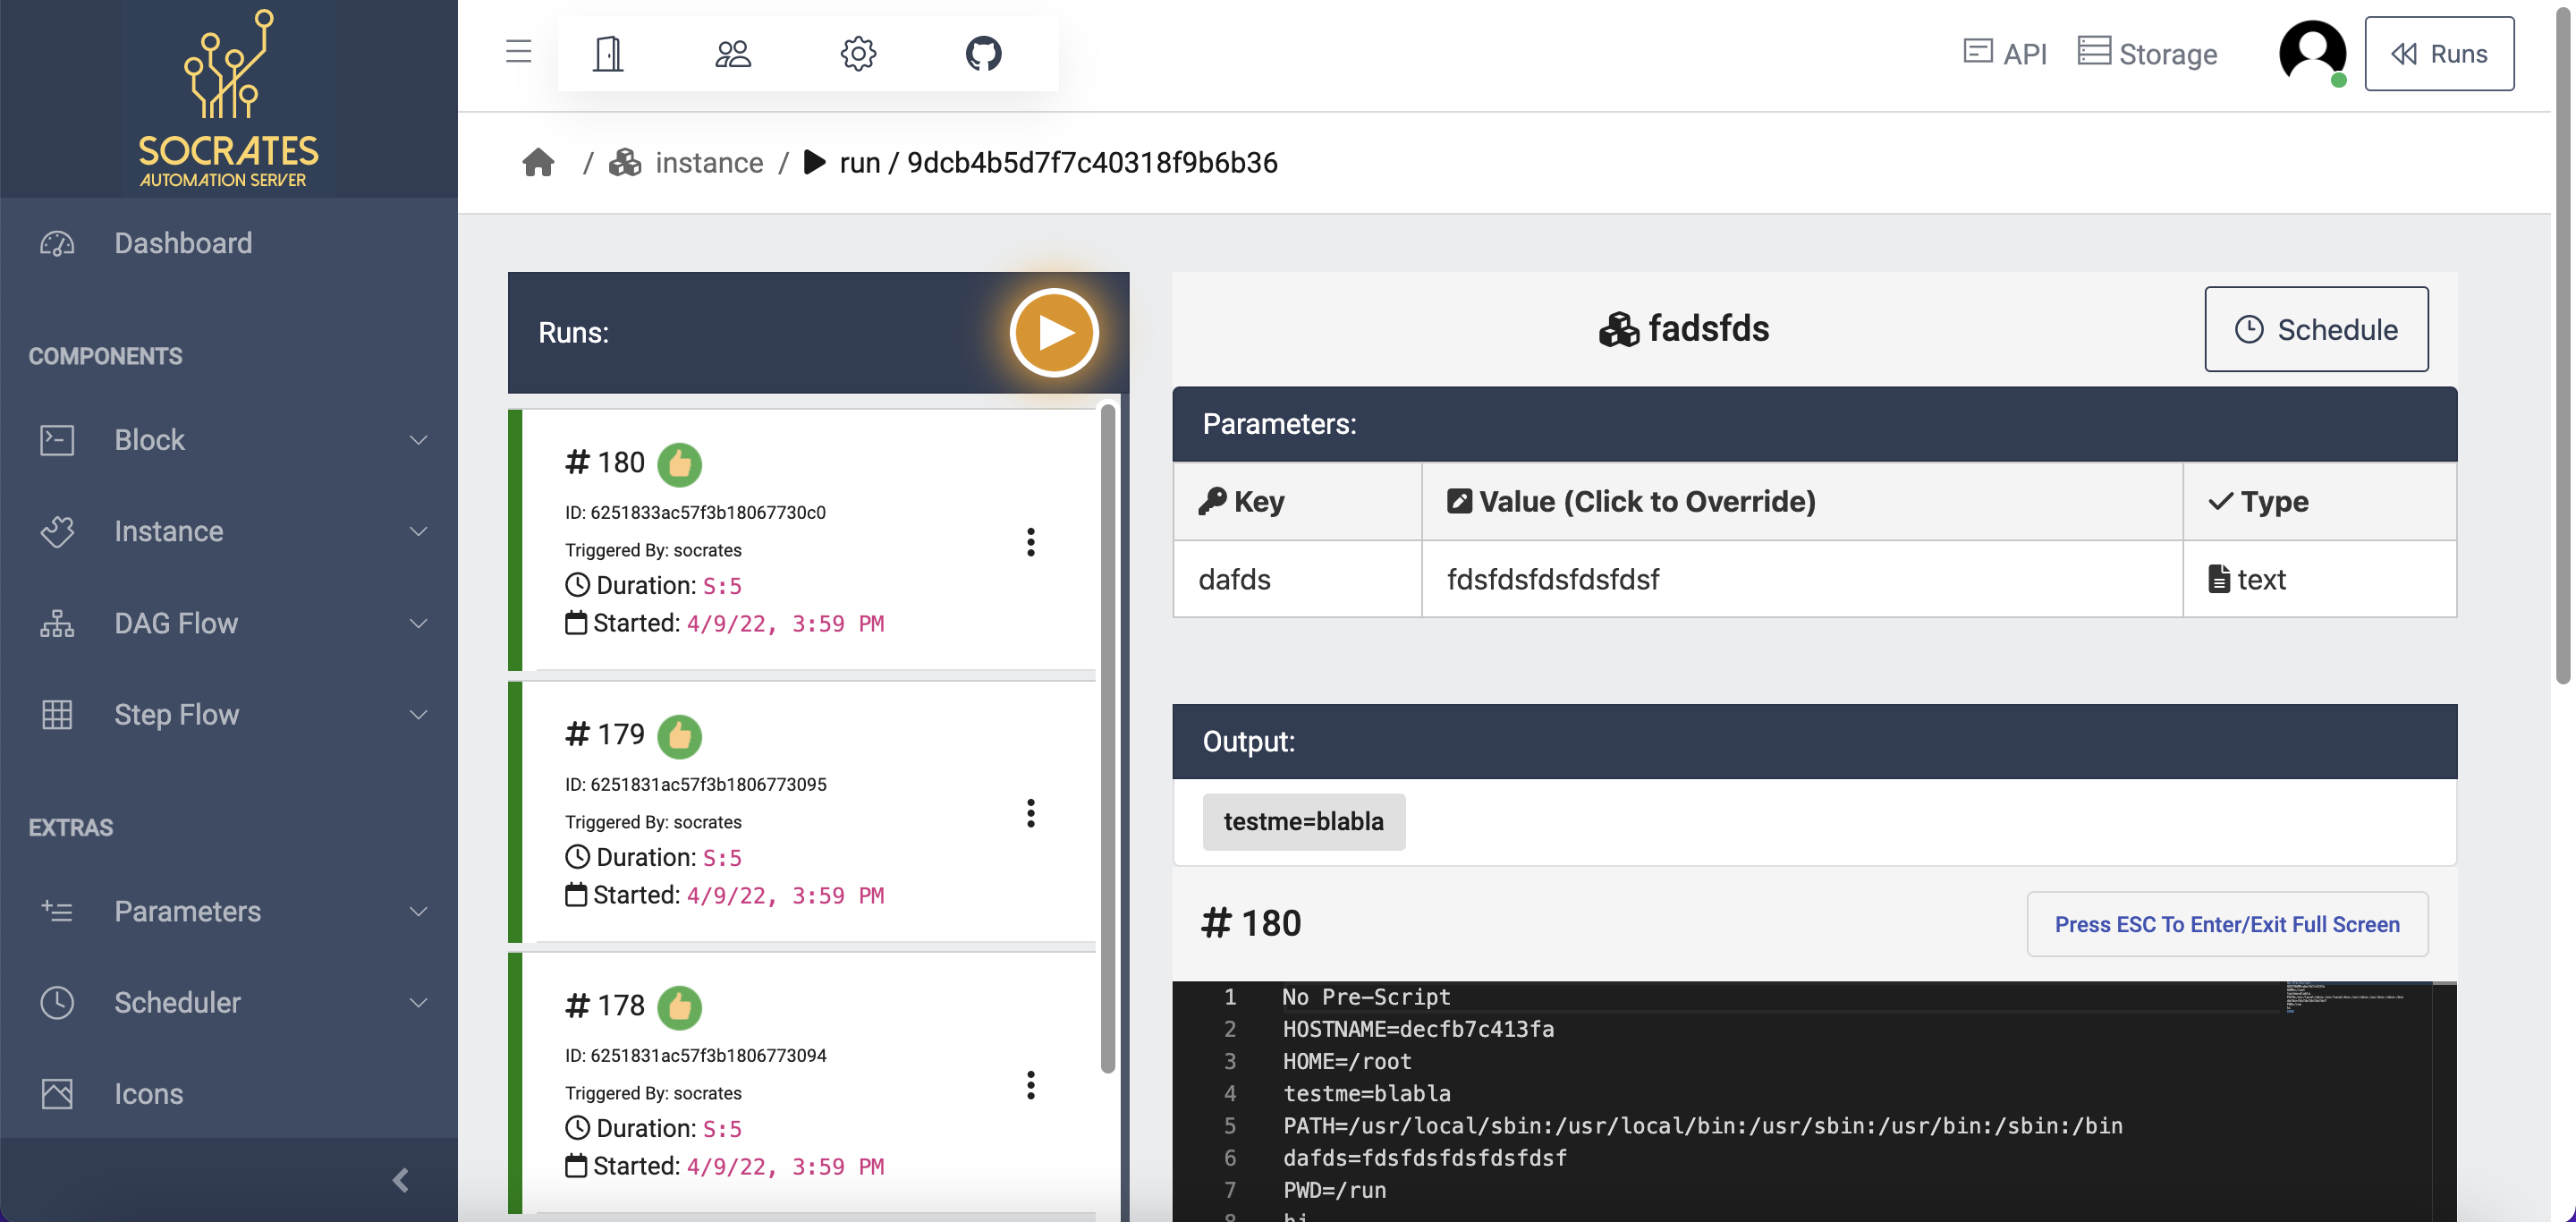 SOCRATES
AUTOMATION SERVER
Dashboard
COMPONENTS
Block
Instance
DAG Flow
Step Flow
EXTRAS
Parameters
Scheduler
Icons
API
Storage
Runs
/ instance / run / 9dcb4b5d7f7c40318f9b6b36
Runs:
# 180
ID: 6251833ac57f3b18067730c0
Triggered By: socrates
Duration: S:5
Started: 4/9/22, 3:59 PM
# 179
ID: 6251831ac57f3b1806773095
Triggered By: socrates
Duration: S:5
Started: 4/9/22, 3:59 PM
# 178
ID: 6251831ac57f3b1806773094
Triggered By: socrates
Duration: S:5
Started: 4/9/22, 3:59 PM
fadsfds
Schedule
Parameters:
Key
Value (Click to Override)
Type
dafds
fdsfdsfdsfdsfdsf
text
Output:
testme=blabla
# 180
Press ESC To Enter/Exit Full Screen
1 No Pre-Script
2 HOSTNAME=decfb7c413fa
3 HOME=/root
4 testme=blabla
5 PATH=/usr/local/sbin:/usr/local/bin:/usr/sbin:/usr/bin:/sbin:/bin
6 dafds=fdsfdsfdsfdsfdsf
7 PWD=/run
8